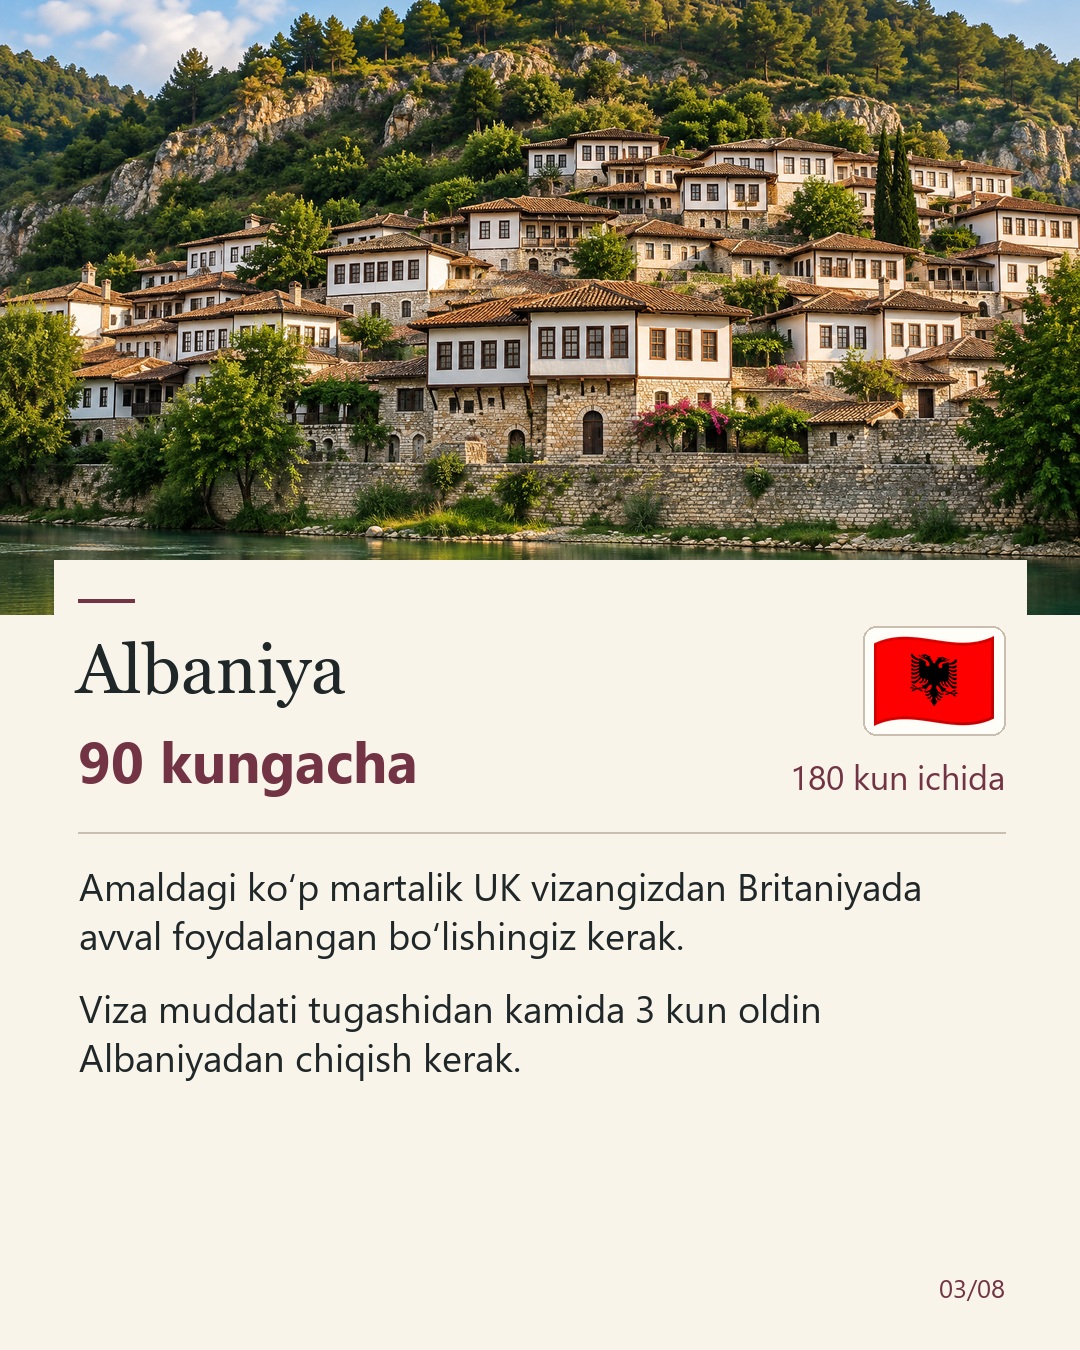 Albaniya
90 kungacha
180 kun ichida
Amaldagi koʻp martalik UK vizangizdan Britaniyada
avval foydalangan boʻlishingiz kerak.
Viza muddati tugashidan kamida 3 kun oldin
Albaniyadan chiqish kerak.
03/08